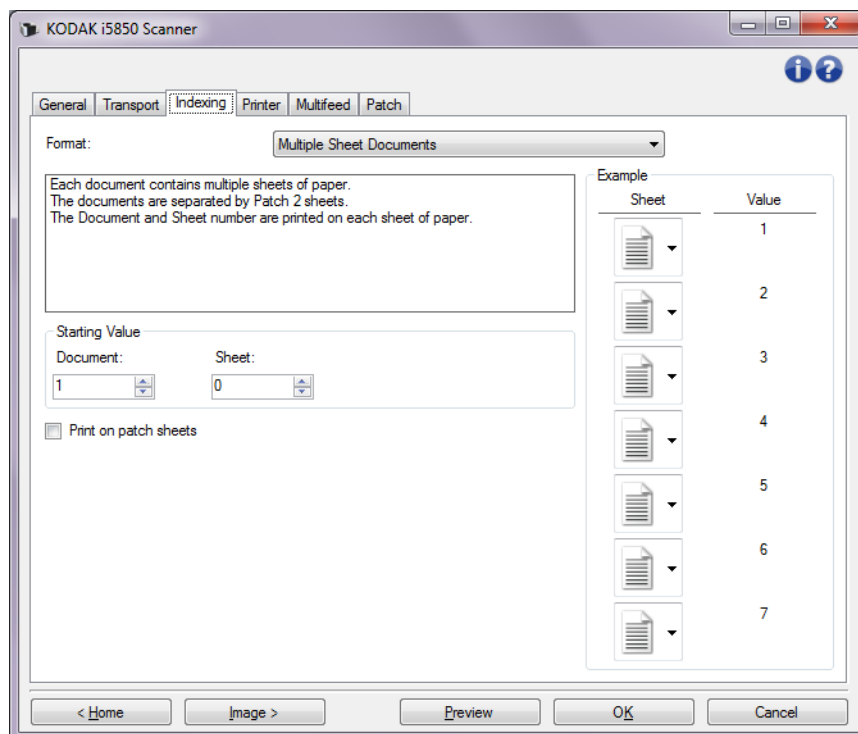 KODAK i5850 Scanner
General Transport Indexing Printer Multifeed Patch
Format: Multiple Sheet Documents
Each document contains multiple sheets of paper.
The documents are separated by Patch 2 sheets.
The Document and Sheet number are printed on each sheet of paper.
Starting Value
Document: Sheet:
1 0
Print on patch sheets
Example
Sheet Value
1
2
3
4
5
6
7
< Home Image > Preview OK Cancel